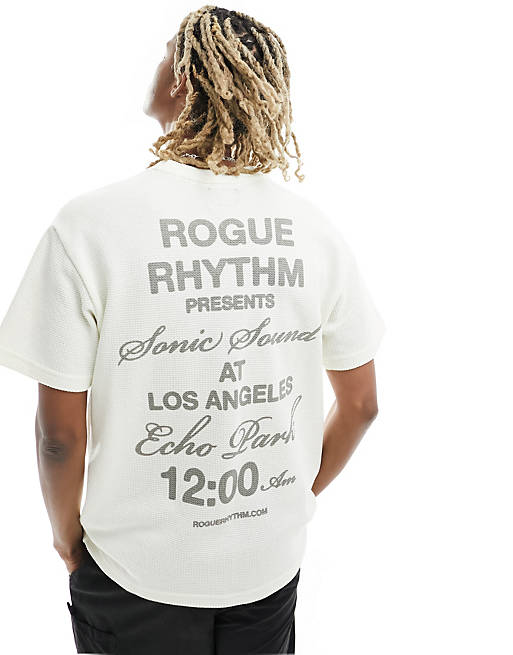 ROGUE
RHYTHM
PRESENTS
Sonic Sound
AT
LOS ANGELES
Echo Park
12:00 Am
ROGUERHYTHM.COM